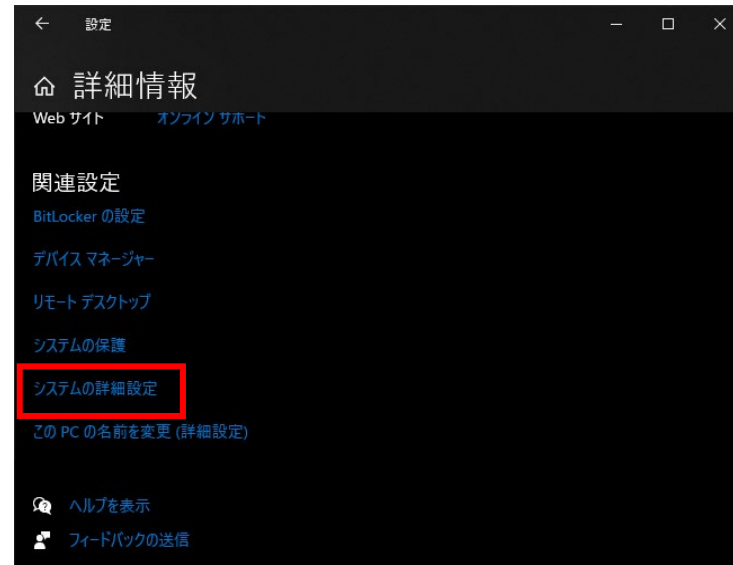 設定
詳細情報
Web サイト オンライン サポート
関連設定
BitLocker の設定
デバイス マネージャー
リモート デスクトップ
システムの保護
システムの詳細設定
この PC の名前を変更 (詳細設定)
ヘルプを表示
フィードバックの送信